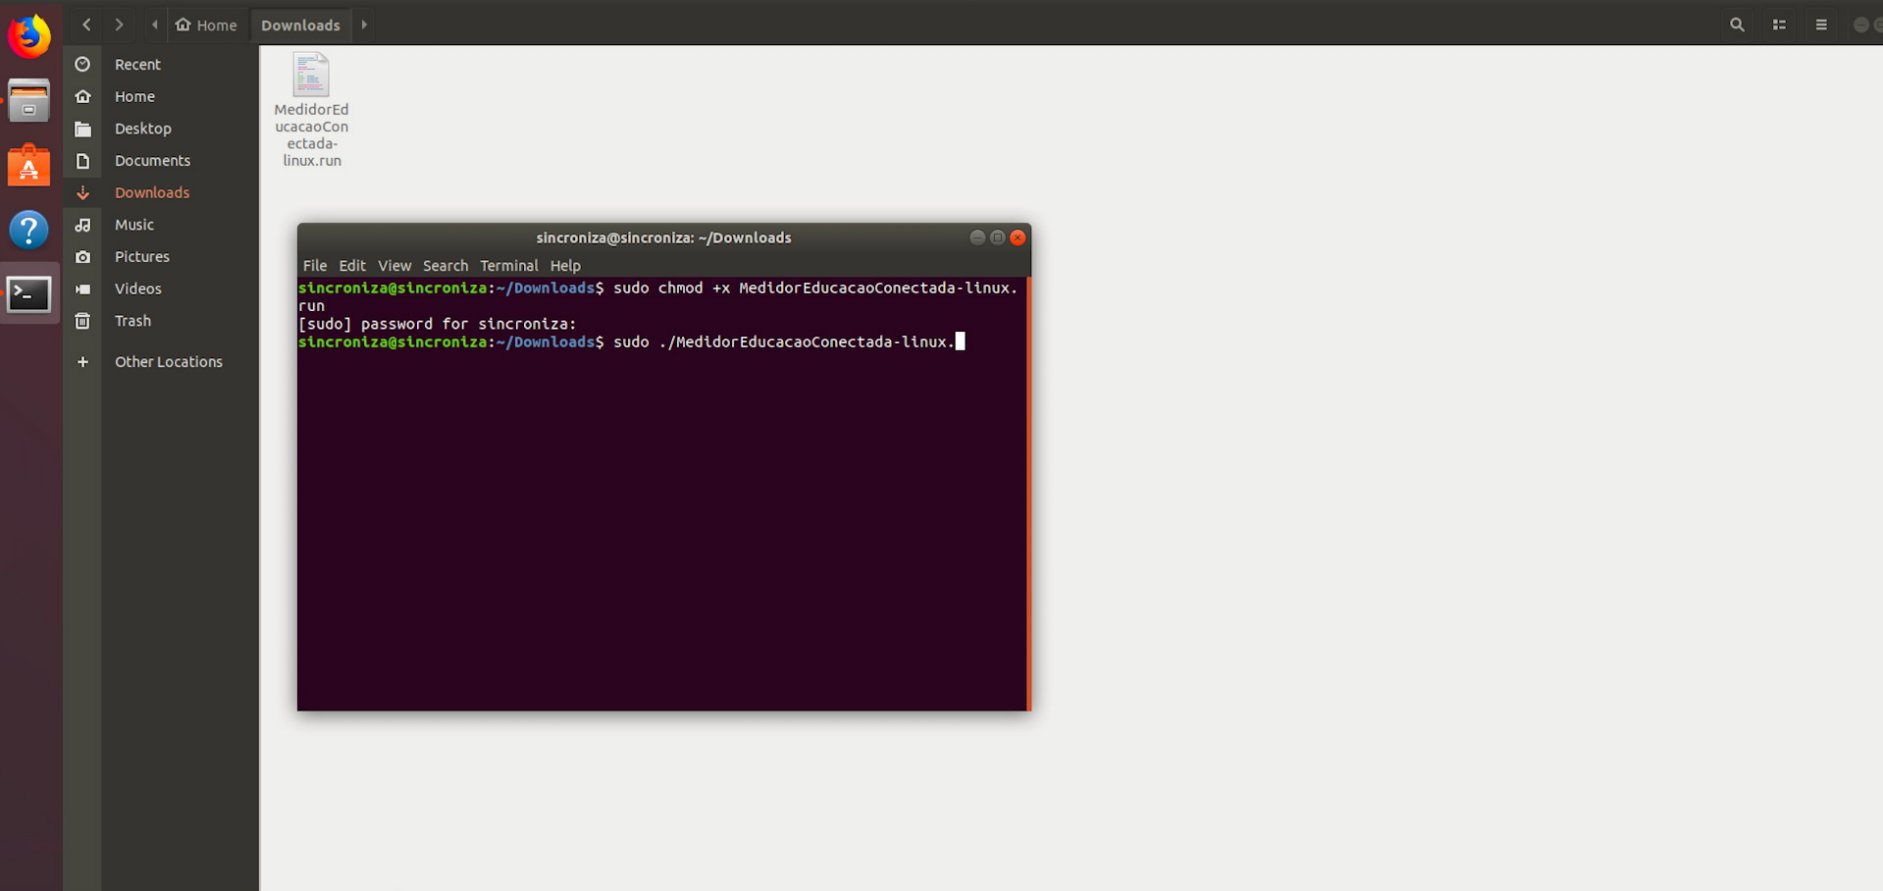 Home
Downloads
Recent
Home
Desktop
Documents
Downloads
Music
Pictures
Videos
Trash
Other Locations
MedidorEd
ucacaoCon
ectada-
linux.run
sincroniza@sincroniza: ~/Downloads
File Edit View Search Terminal Help
sincroniza@sincroniza:~/Downloads$ sudo chmod +x MedidorEducacaoConectada-linux.
run
[sudo] password for sincroniza:
sincroniza@sincroniza:~/Downloads$ sudo ./MedidorEducacaoConectada-linux.